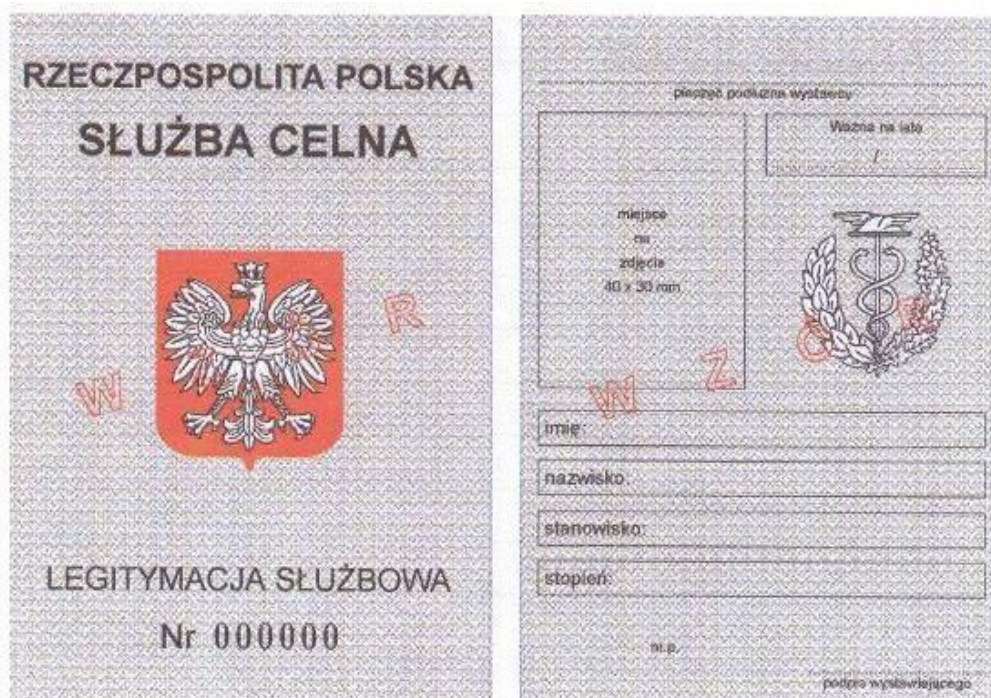 RZECZPOSPOLITA POLSKA
SŁUŻBA CELNA
W R
LEGITYMACJA SŁUŻBOWA
Nr 000000
pieczęć podłużna wystawcy
Ważna na lata
/
miejsce
na
zdjęcie
40 x 30 mm
W Z Ó R
imię:
nazwisko:
stanowisko:
stopień:
m.p.
podpis wystawiającego